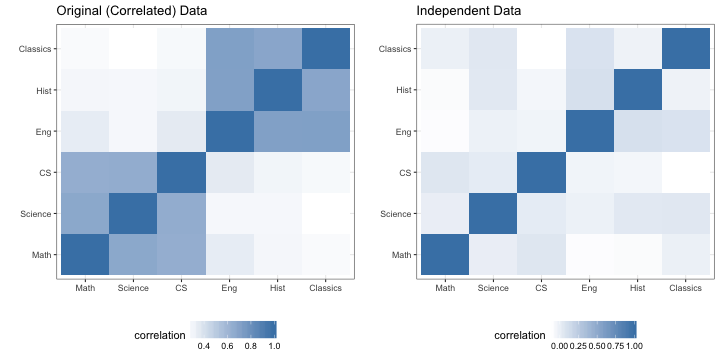 Original (Correlated) Data
Classics
Hist
Eng
CS
Science
Math
Math Science CS Eng Hist Classics
correlation
0.4 0.6 0.8 1.0
Independent Data
Classics
Hist
Eng
CS
Science
Math
Math Science CS Eng Hist Classics
correlation
0.00 0.25 0.50 0.75 1.00